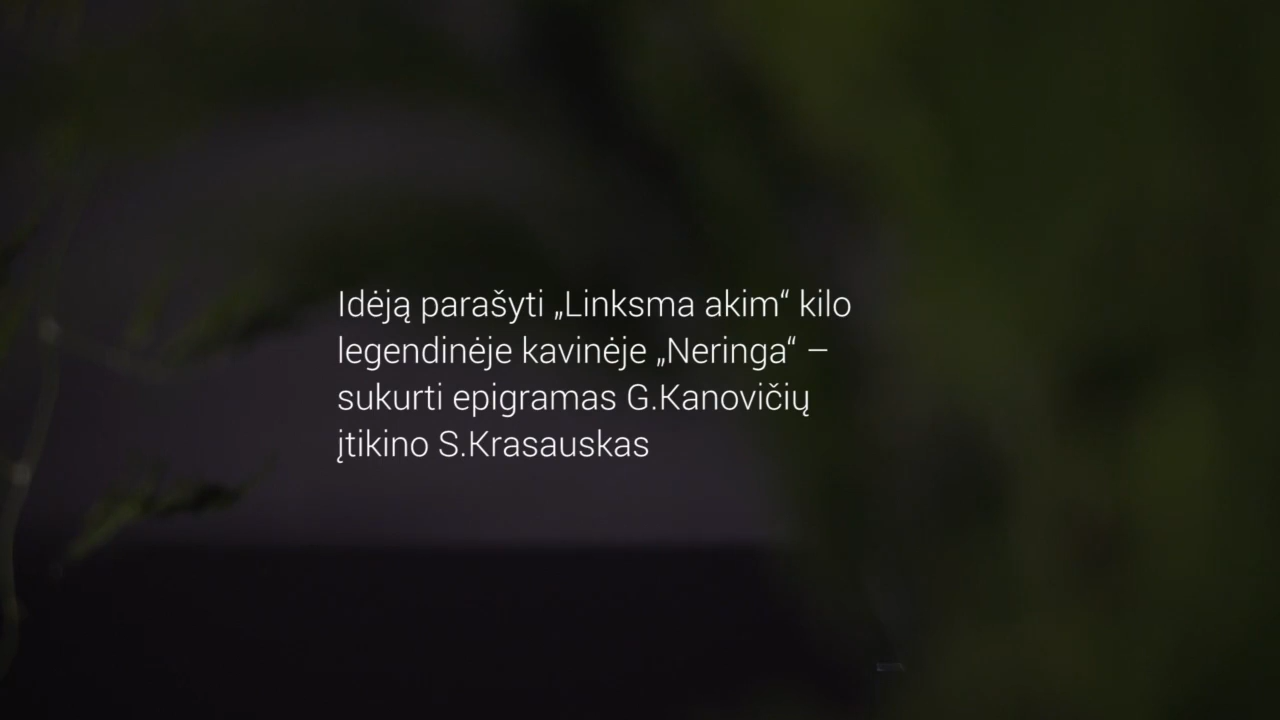 Idėją parašyti „Linksma akim“ kilo
legendinėje kavinėje „Neringa“ –
sukurti epigramas G.Kanovičių
įtikino S.Krasauskas